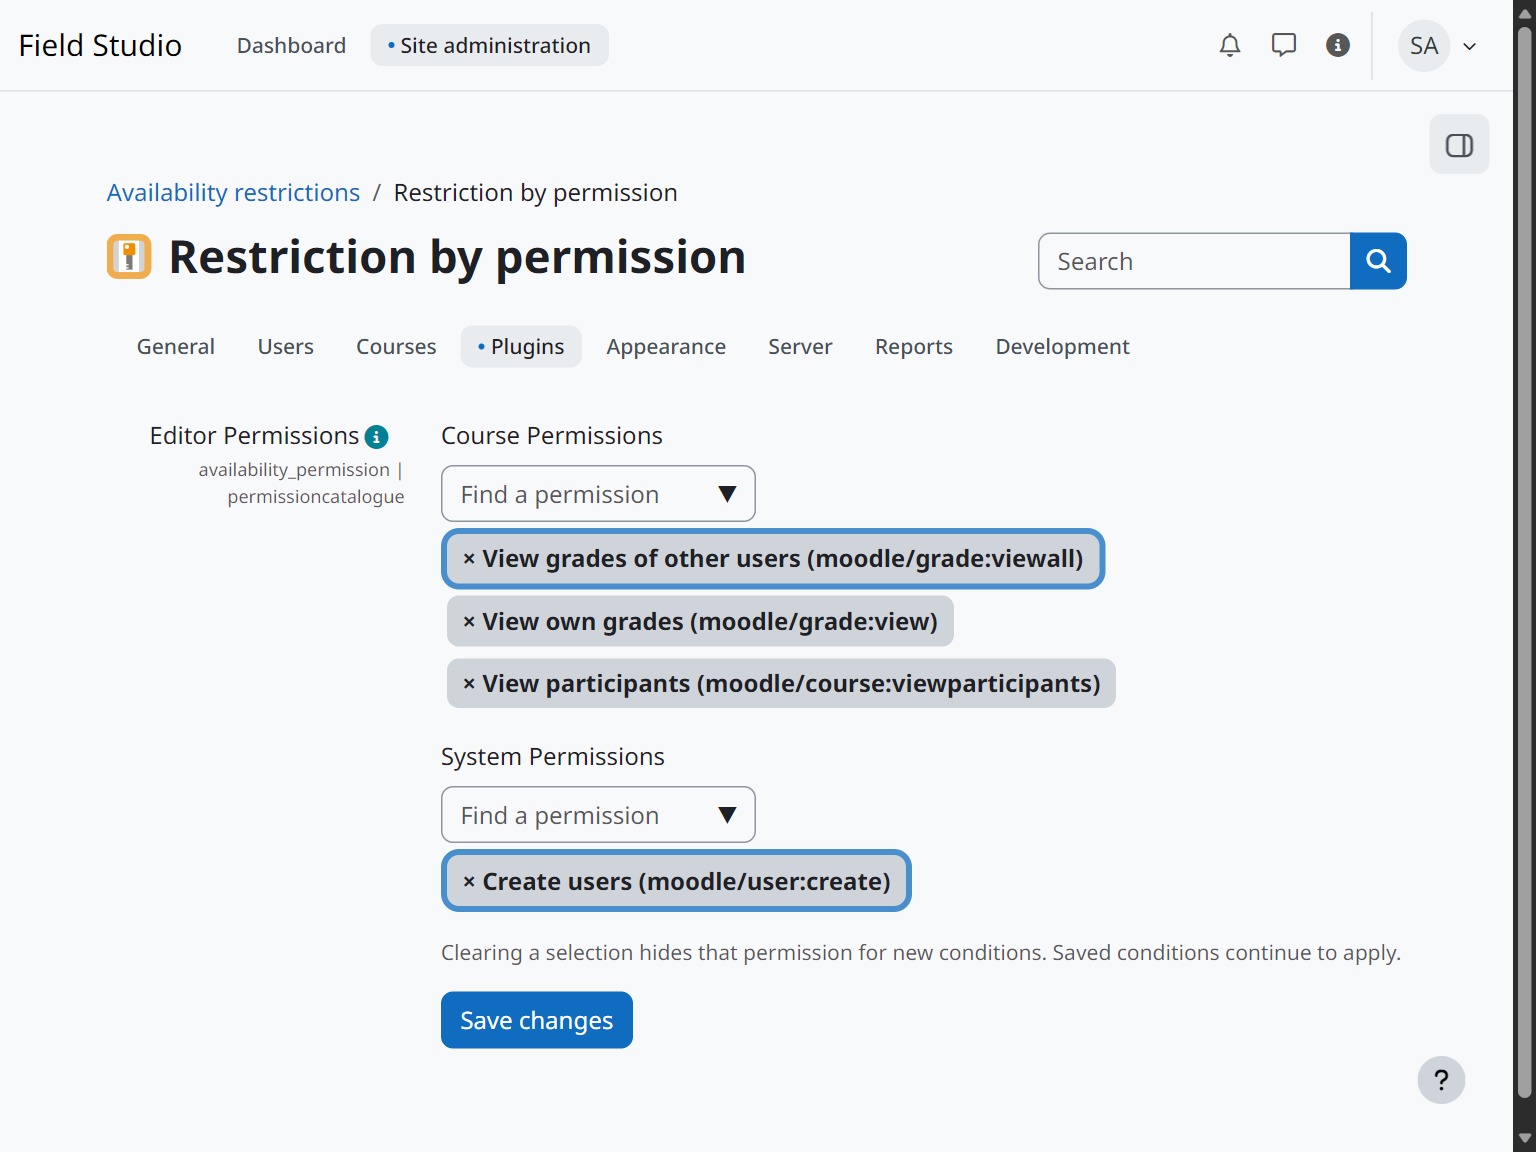 Field Studio
Dashboard
Site administration
SA
Availability restrictions / Restriction by permission
Restriction by permission
Search
General
Users
Courses
Plugins
Appearance
Server
Reports
Development
Editor Permissions
availability_permission |
permissioncatalogue
Course Permissions
Find a permission ▼
× View grades of other users (moodle/grade:viewall)
× View own grades (moodle/grade:view)
× View participants (moodle/course:viewparticipants)
System Permissions
Find a permission ▼
× Create users (moodle/user:create)
Clearing a selection hides that permission for new conditions. Saved conditions continue to apply.
Save changes
?